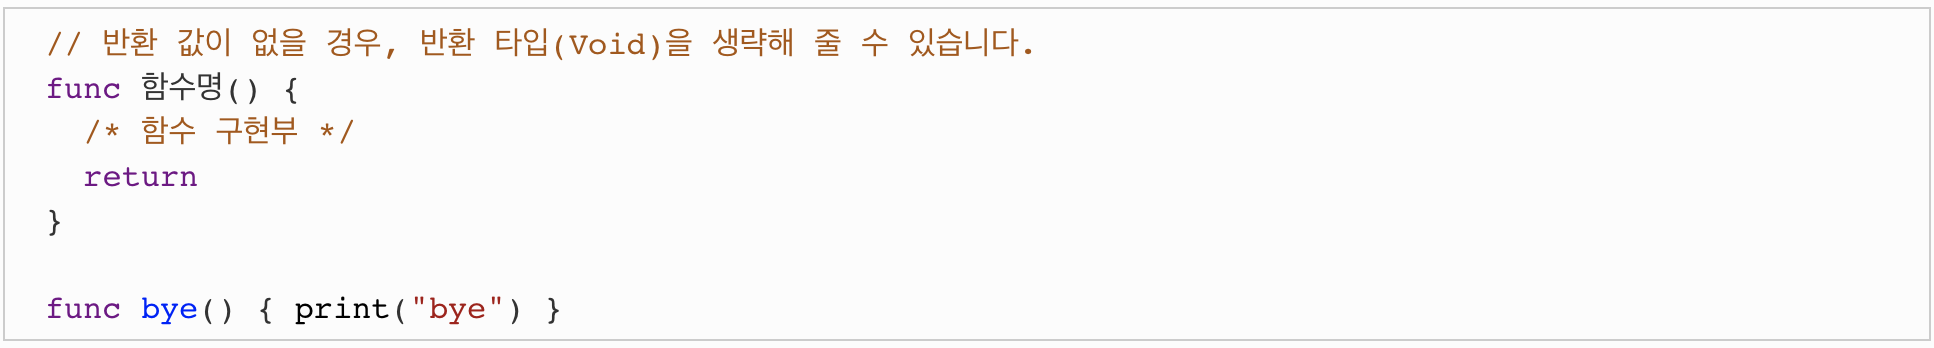 // 반환 값이 없을 경우, 반환 타입(Void)을 생략해 줄 수 있습니다.
func 함수명() {
  /* 함수 구현부 */
  return
}

func bye() { print("bye") }